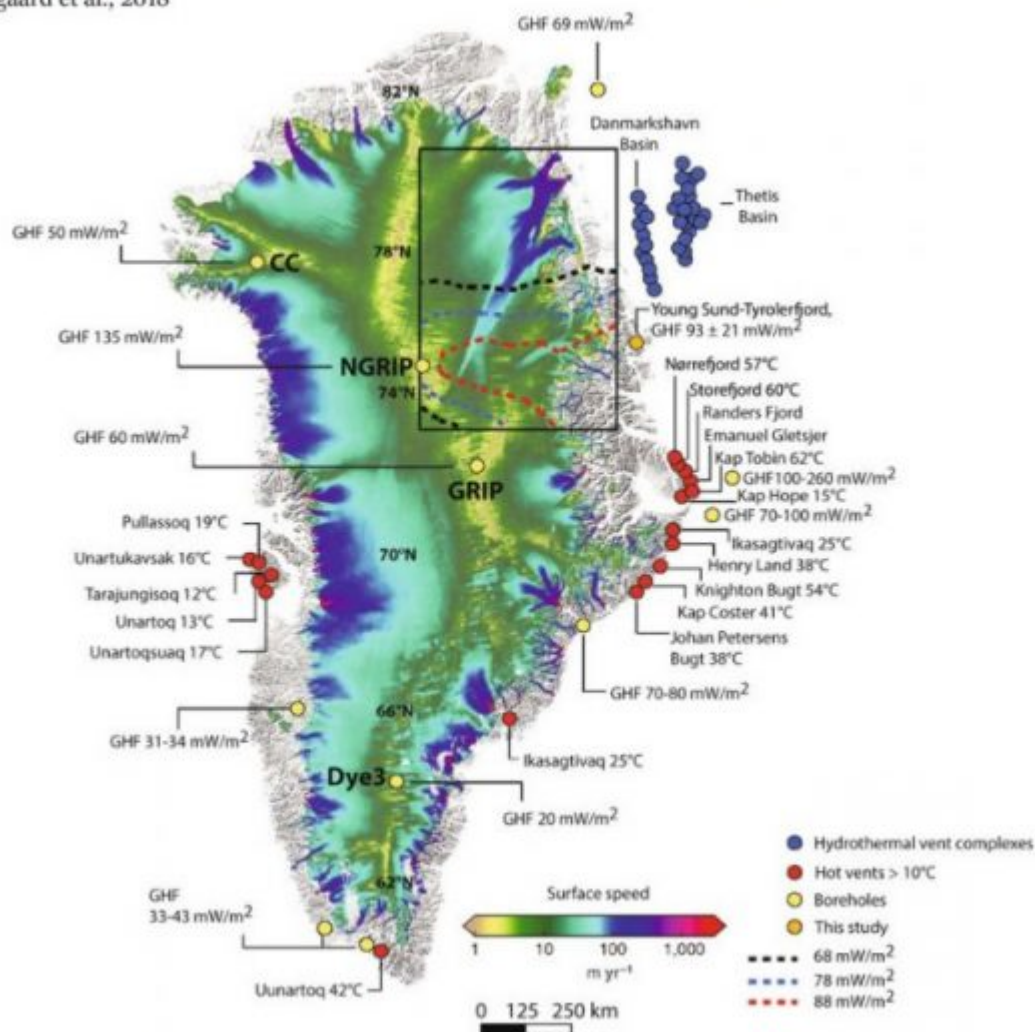 gaard et al., 2018
GHF 69 mW/m²
82°N
Danmarkshavn
Basin
Thetis
Basin
GHF 50 mW/m²
78°N
CC
Young Sund-Tyrolerfjord,
GHF 93 ± 21 mW/m²
GHF 135 mW/m²
NGRIP
74°N
Nørrefjord 57°C
Storefjord 60°C
Randers Fjord
Emanuel Gletsjer
Kap Tobin 62°C
GHF100-260 mW/m²
Kap Hope 15°C
GHF 70-100 mW/m²
GHF 60 mW/m²
GRIP
Pullassoq 19°C
Unartukavsak 16°C
Tarajungisoq 12°C
Unartoq 13°C
Unartoqsuaq 17°C
70°N
Ikasagtivaq 25°C
Henry Land 38°C
Knighton Bugt 54°C
Kap Coster 41°C
Johan Petersens
Bugt 38°C
GHF 70-80 mW/m²
66°N
GHF 31-34 mW/m²
Ikasagtivaq 25°C
Dye3
GHF 20 mW/m²
62°N
GHF
33-43 mW/m²
Uunartoq 42°C
Surface speed
1 10 100 1,000
m yr⁻¹
0 125 250 km
Hydrothermal vent complexes
Hot vents > 10°C
Boreholes
This study
68 mW/m²
78 mW/m²
88 mW/m²